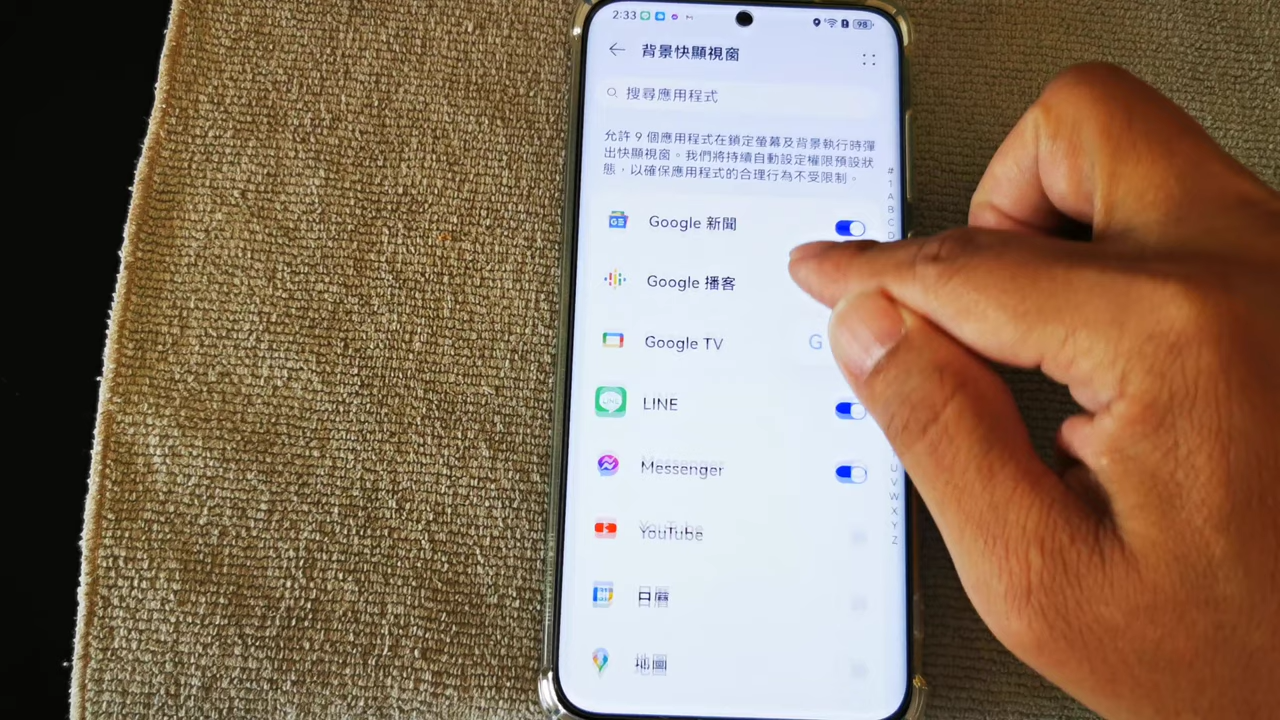 2:33
98
背景快顯視窗
搜尋應用程式
允許 9 個應用程式在鎖定螢幕及背景執行時彈
出快顯視窗。我們將持續自動設定權限預設狀
態，以確保應用程式的合理行為不受限制。
Google 新聞
Google 播客
Google TV
G
LINE
Messenger
YouTube
日曆
地圖
#
1
A
B
C
D
U
V
W
X
Y
Z